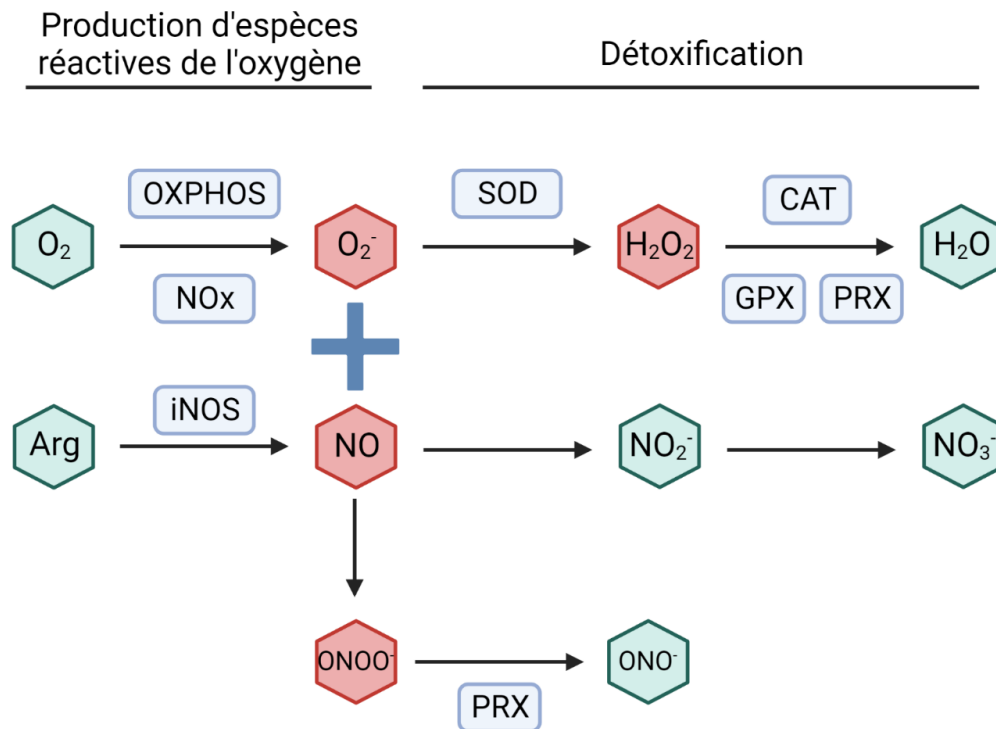 Production d'espèces
réactives de l'oxygène
Détoxification
OXPHOS
SOD
CAT
O₂
O₂⁻
H₂O₂
H₂O
NOx
GPX
PRX
iNOS
Arg
NO
NO₂⁻
NO₃⁻
ONOO⁻
ONO⁻
PRX